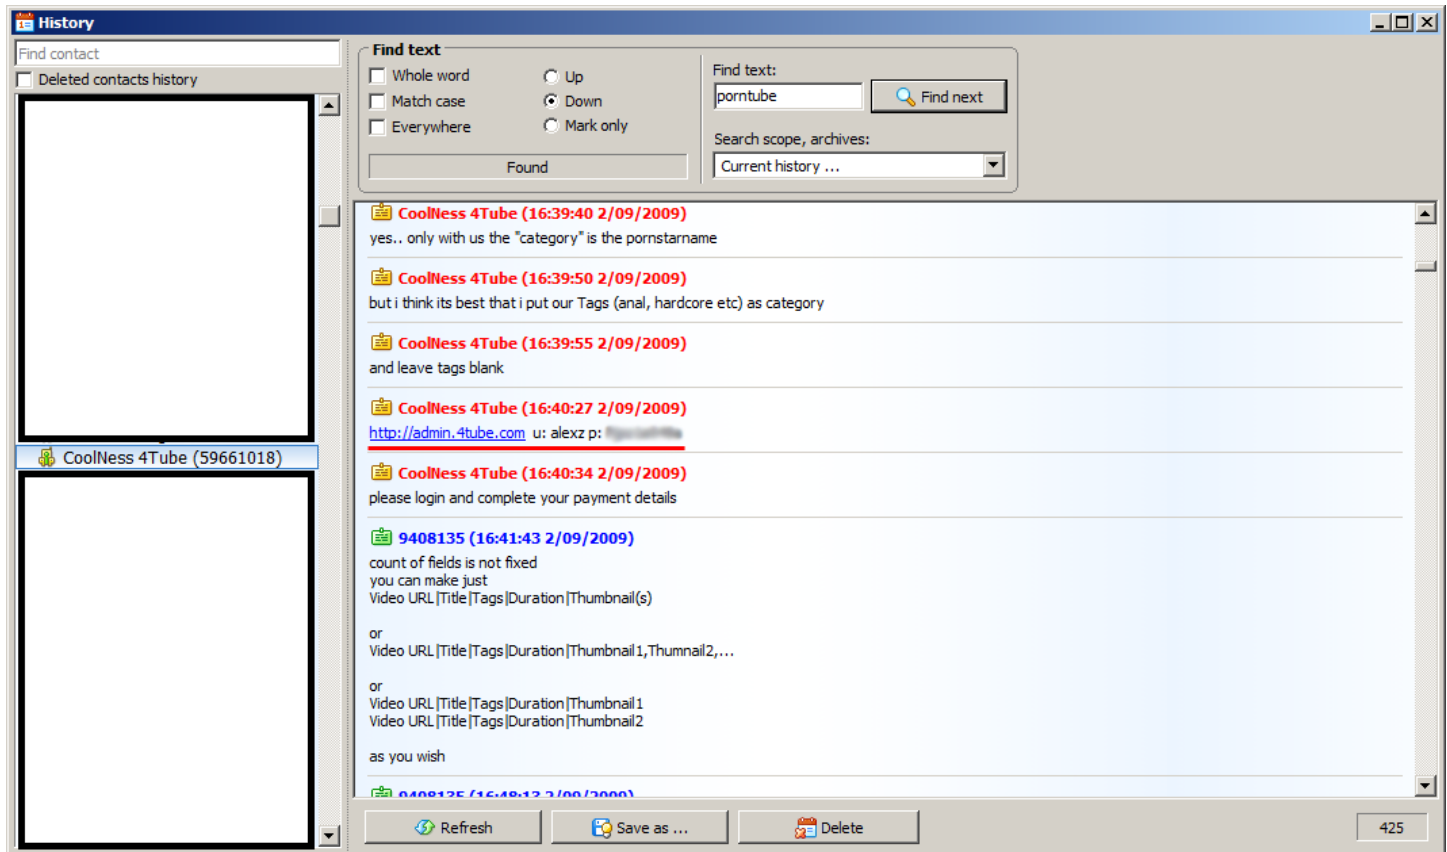 History
Find contact
Deleted contacts history
CoolNess 4Tube (59661018)
Find text
Whole word
Match case
Everywhere
Up
Down
Mark only
Found
Find text:
porntube
Find next
Search scope, archives:
Current history ...
CoolNess 4Tube (16:39:40 2/09/2009)
yes.. only with us the "category" is the pornstarname
CoolNess 4Tube (16:39:50 2/09/2009)
but i think its best that i put our Tags (anal, hardcore etc) as category
CoolNess 4Tube (16:39:55 2/09/2009)
and leave tags blank
CoolNess 4Tube (16:40:27 2/09/2009)
http://admin.4tube.com u: alexz p:
CoolNess 4Tube (16:40:34 2/09/2009)
please login and complete your payment details
9408135 (16:41:43 2/09/2009)
count of fields is not fixed
you can make just
Video URL|Title|Tags|Duration|Thumbnail(s)
or
Video URL|Title|Tags|Duration|Thumbnail1,Thumnail2,...
or
Video URL|Title|Tags|Duration|Thumbnail1
Video URL|Title|Tags|Duration|Thumbnail2
as you wish
9408135 (16:48:13 2/09/2009)
Refresh
Save as ...
Delete
425